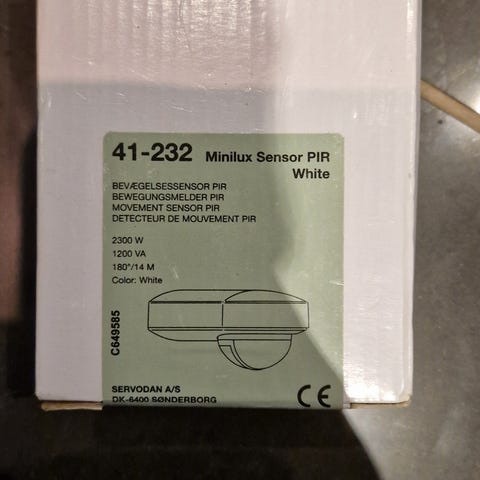 41-232 Minilux Sensor PIR
White
BEVÆGELSESSENSOR PIR
BEWEGUNGSMELDER PIR
MOVEMENT SENSOR PIR
DETECTEUR DE MOUVEMENT PIR
2300 W
1200 VA
180°/14 M
Color: White
C649585
SERVODAN A/S
DK-6400 SØNDERBORG
CE